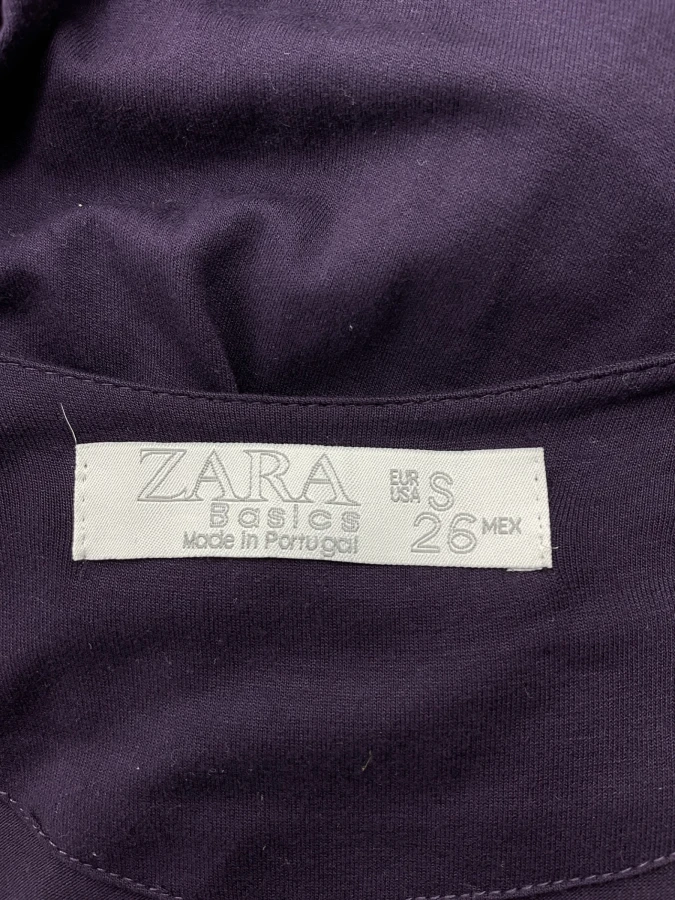 ZARA
Basics
Made in Portugal
EUR
USA S
26 MEX